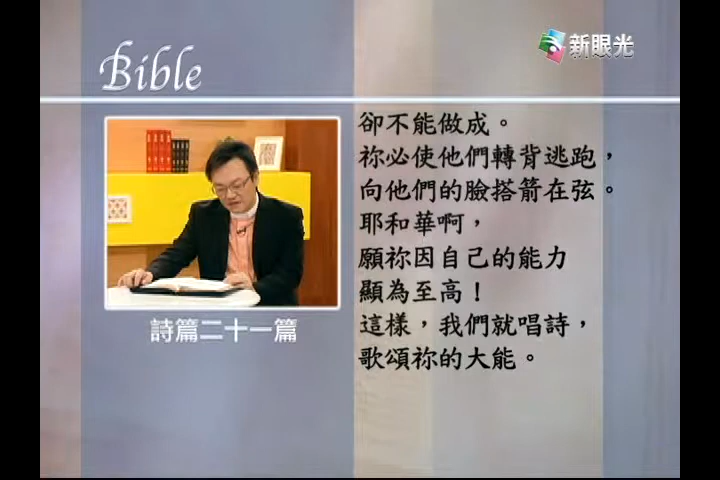 新眼光
Bible
卻不能做成。
祢必使他們轉背逃跑，
向他們的臉搭箭在弦。
耶和華啊，
願祢因自己的能力
顯為至高！
這樣，我們就唱詩，
歌頌祢的大能。
詩篇二十一篇